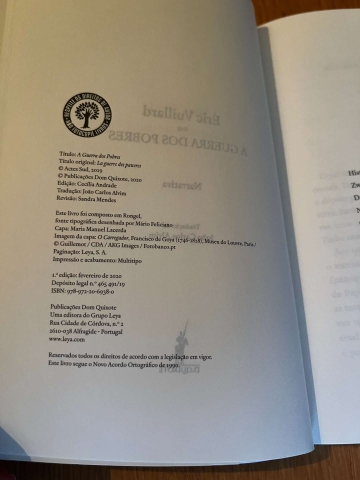 Título: A Guerra dos Pobres
Título original: La guerre des pauvres
© Actes Sud, 2019
© Publicações Dom Quixote, 2020
Edição: Cecília Andrade
Tradução: João Carlos Alvim
Revisão: Sandra Mendes
Este livro foi composto em Rongel,
fonte tipográfica desenhada por Mário Feliciano
Capa: Maria Manuel Lacerda
Imagem da capa: O Carregador, Francisco de Goya (1746-1828), Museu do Louvre, Paris /
© Guillemot / CDA / ARG Images / Fotobanco.pt
Paginação: Leya, S. A.
Impressão e acabamento: Multitipo
1.ª edição: fevereiro de 2020
Depósito legal n.º 465 491/19
ISBN: 978-972-20-6938-0
Publicações Dom Quixote
Uma editora do Grupo Leya
Rua Cidade de Córdova, n.º 2
2610-038 Alfragide • Portugal
www.leya.com
Reservados todos os direitos de acordo com a legislação em vigor.
Este livro segue o Novo Acordo Ortográfico de 1990.
Eric Vuillard
A GUERRA DOS POBRES
Narrativa